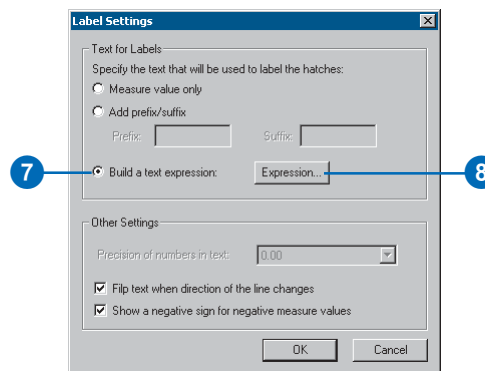 Label Settings
Text for Labels
Specify the text that will be used to label the hatches:
Measure value only
Add prefix/suffix
Prefix: Suffix:
7 Build a text expression: Expression... 8
Other Settings
Precision of numbers in text: 0.00
Filp text when direction of the line changes
Show a negative sign for negative measure values
OK Cancel